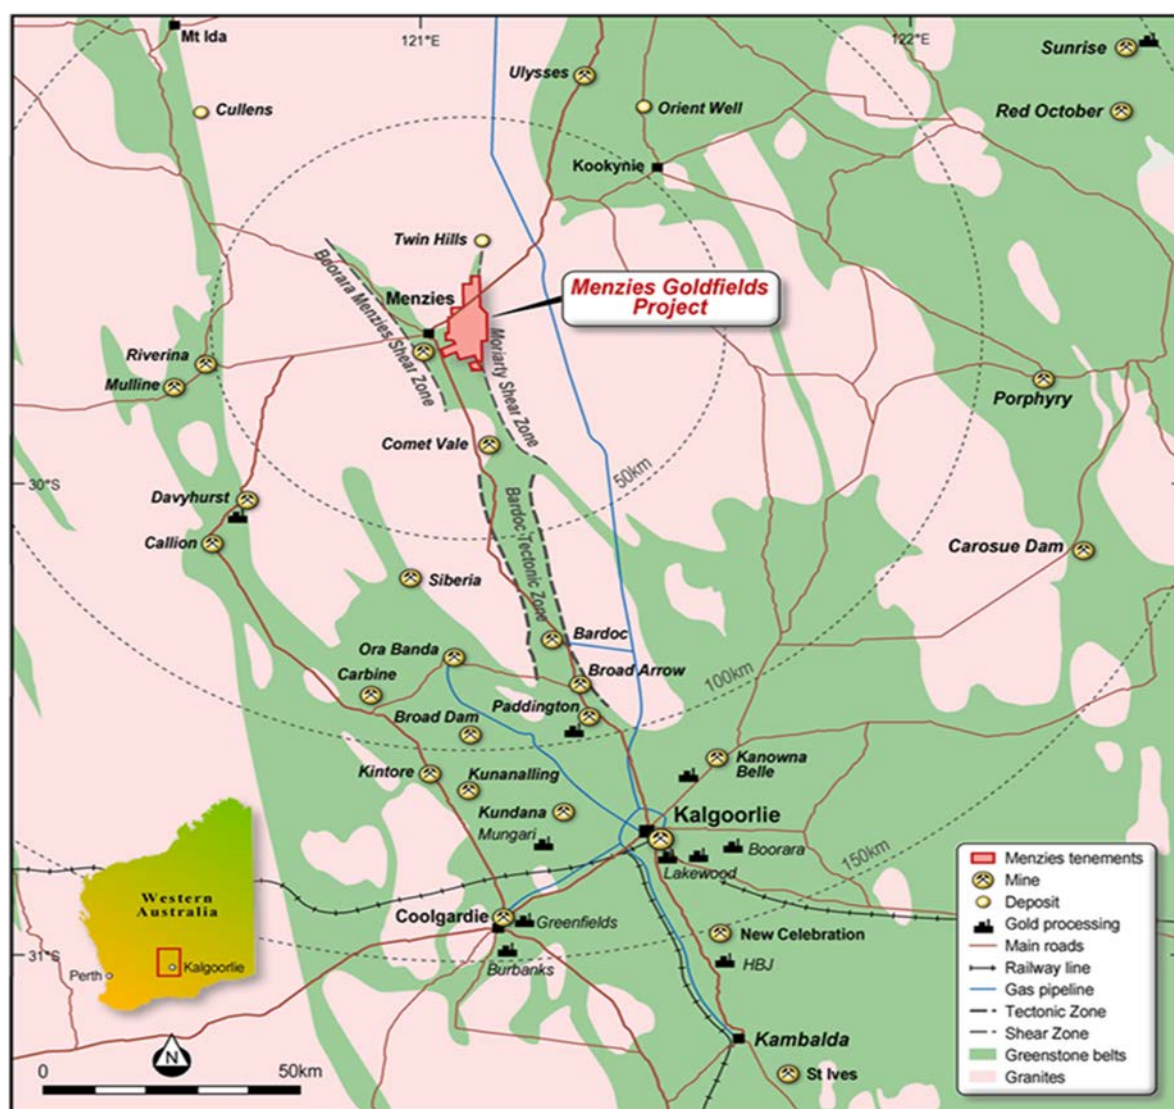 121°E
122°E
Mt Ida
Sunrise
Ulysses
Cullens
Orient Well
Red October
Kookynie
Twin Hills
Boorara Menzies Shear Zone
Menzies
Menzies Goldfields
Project
Moriarty Shear Zone
Riverina
Mulline
Porphyry
Comet Vale
50km
30°S
Davyhurst
Bardoc Tectonic Zone
Callion
Carosue Dam
Siberia
Bardoc
Ora Banda
Broad Arrow
Carbine
100km
Paddington
Broad Dam
Kanowna
Belle
Kintore
Kunanalling
Kundana
Kalgoorlie
Mungari
Boorara
150km
Lakewood
Coolgardie
Greenfields
New Celebration
31°S
Burbanks
HBJ
Kambalda
St Ives
Western
Australia
Perth
Kalgoorlie
N
0
50km
Menzies tenements
Mine
Deposit
Gold processing
Main roads
Railway line
Gas pipeline
Tectonic Zone
Shear Zone
Greenstone belts
Granites